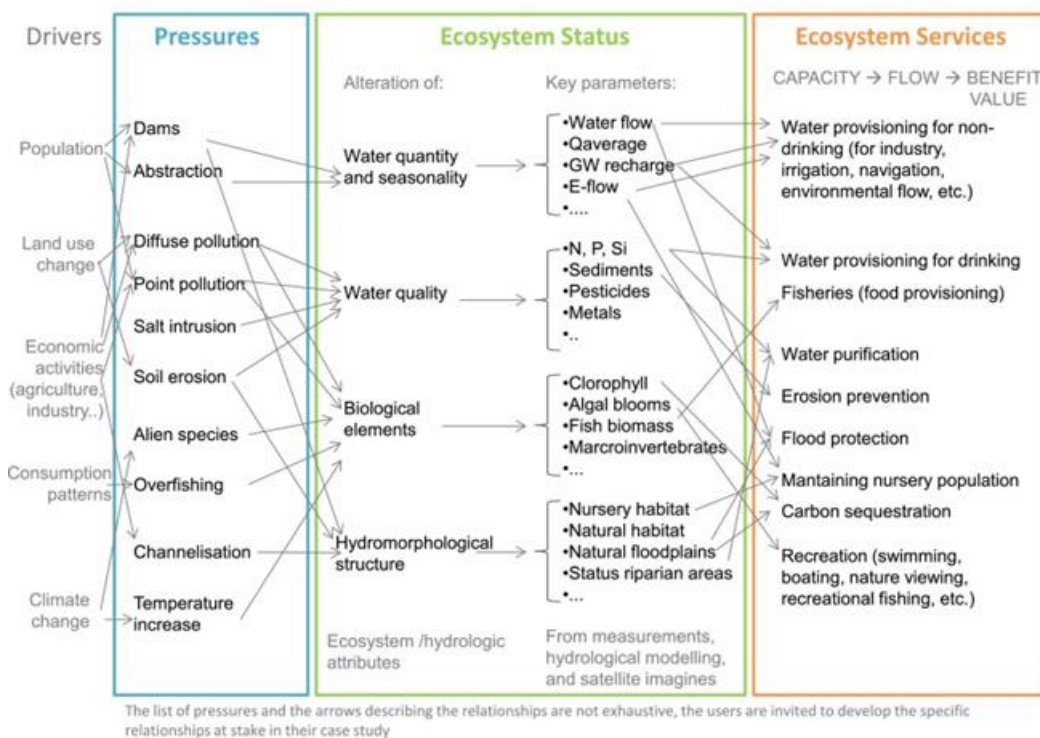 Drivers
Pressures
Ecosystem Status
Ecosystem Services
Alteration of:
Key parameters:
CAPACITY → FLOW → BENEFIT
VALUE
Population
Land use
change
Economic
activities
(agriculture,
industry..)
Consumption
patterns
Climate
change
Dams
Abstraction
Diffuse pollution
Point pollution
Salt intrusion
Soil erosion
Alien species
Overfishing
Channelisation
Temperature
increase
Water quantity
and seasonality
Water quality
Biological
elements
Hydromorphological
structure
Ecosystem /hydrologic
attributes
•Water flow
•Qaverage
•GW recharge
•E-flow
•....
•N, P, Si
•Sediments
•Pesticides
•Metals
•..
•Clorophyll
•Algal blooms
•Fish biomass
•Marcroinvertebrates
•...
•Nursery habitat
•Natural habitat
•Natural floodplains
•Status riparian areas
•...
From measurements,
hydrological modelling,
and satellite imagines
Water provisioning for non-
drinking (for industry,
irrigation, navigation,
environmental flow, etc.)
Water provisioning for drinking
Fisheries (food provisioning)
Water purification
Erosion prevention
Flood protection
Mantaining nursery population
Carbon sequestration
Recreation (swimming,
boating, nature viewing,
recreational fishing, etc.)
The list of pressures and the arrows describing the relationships are not exhaustive, the users are invited to develop the specific
relationships at stake in their case study